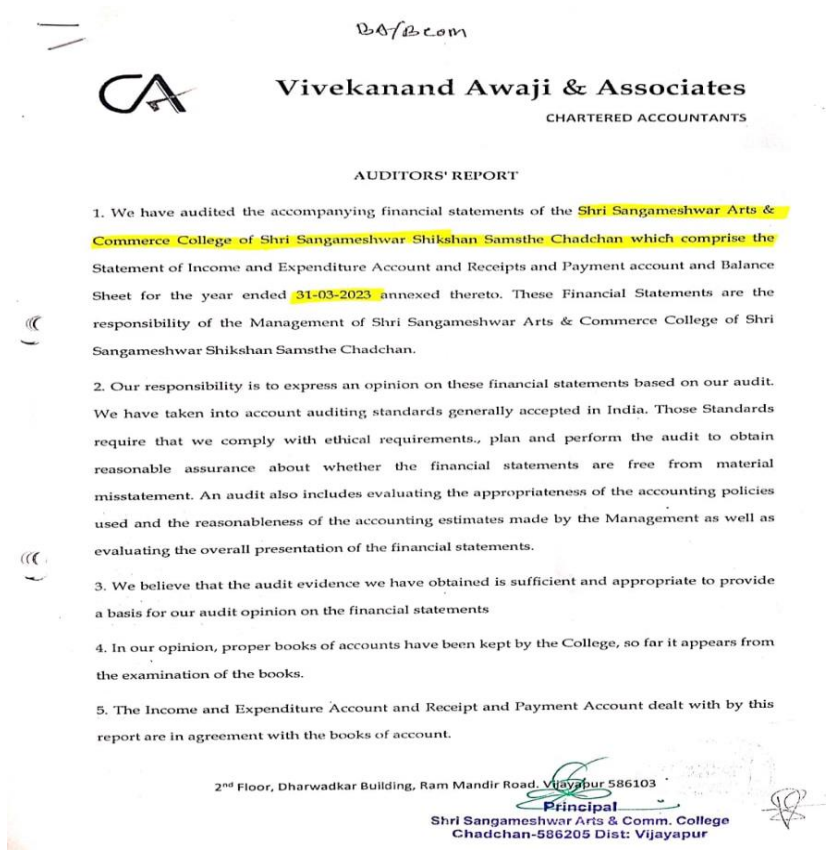 BA/Bcom
CA
Vivekanand Awaji & Associates
CHARTERED ACCOUNTANTS
AUDITORS' REPORT
1. We have audited the accompanying financial statements of the Shri Sangameshwar Arts &
Commerce College of Shri Sangameshwar Shikshan Samsthe Chadchan which comprise the
Statement of Income and Expenditure Account and Receipts and Payment account and Balance
Sheet for the year ended 31-03-2023 annexed thereto. These Financial Statements are the
responsibility of the Management of Shri Sangameshwar Arts & Commerce College of Shri
Sangameshwar Shikshan Samsthe Chadchan.
2. Our responsibility is to express an opinion on these financial statements based on our audit.
We have taken into account auditing standards generally accepted in India. Those Standards
require that we comply with ethical requirements., plan and perform the audit to obtain
reasonable assurance about whether the financial statements are free from material
misstatement. An audit also includes evaluating the appropriateness of the accounting policies
used and the reasonableness of the accounting estimates made by the Management as well as
evaluating the overall presentation of the financial statements.
3. We believe that the audit evidence we have obtained is sufficient and appropriate to provide
a basis for our audit opinion on the financial statements
4. In our opinion, proper books of accounts have been kept by the College, so far it appears from
the examination of the books.
5. The Income and Expenditure Account and Receipt and Payment Account dealt with by this
report are in agreement with the books of account.
2nd Floor, Dharwadkar Building, Ram Mandir Road. Vijayapur 586103
Principal
Shri Sangameshwar Arts & Comm. College
Chadchan-586205 Dist: Vijayapur